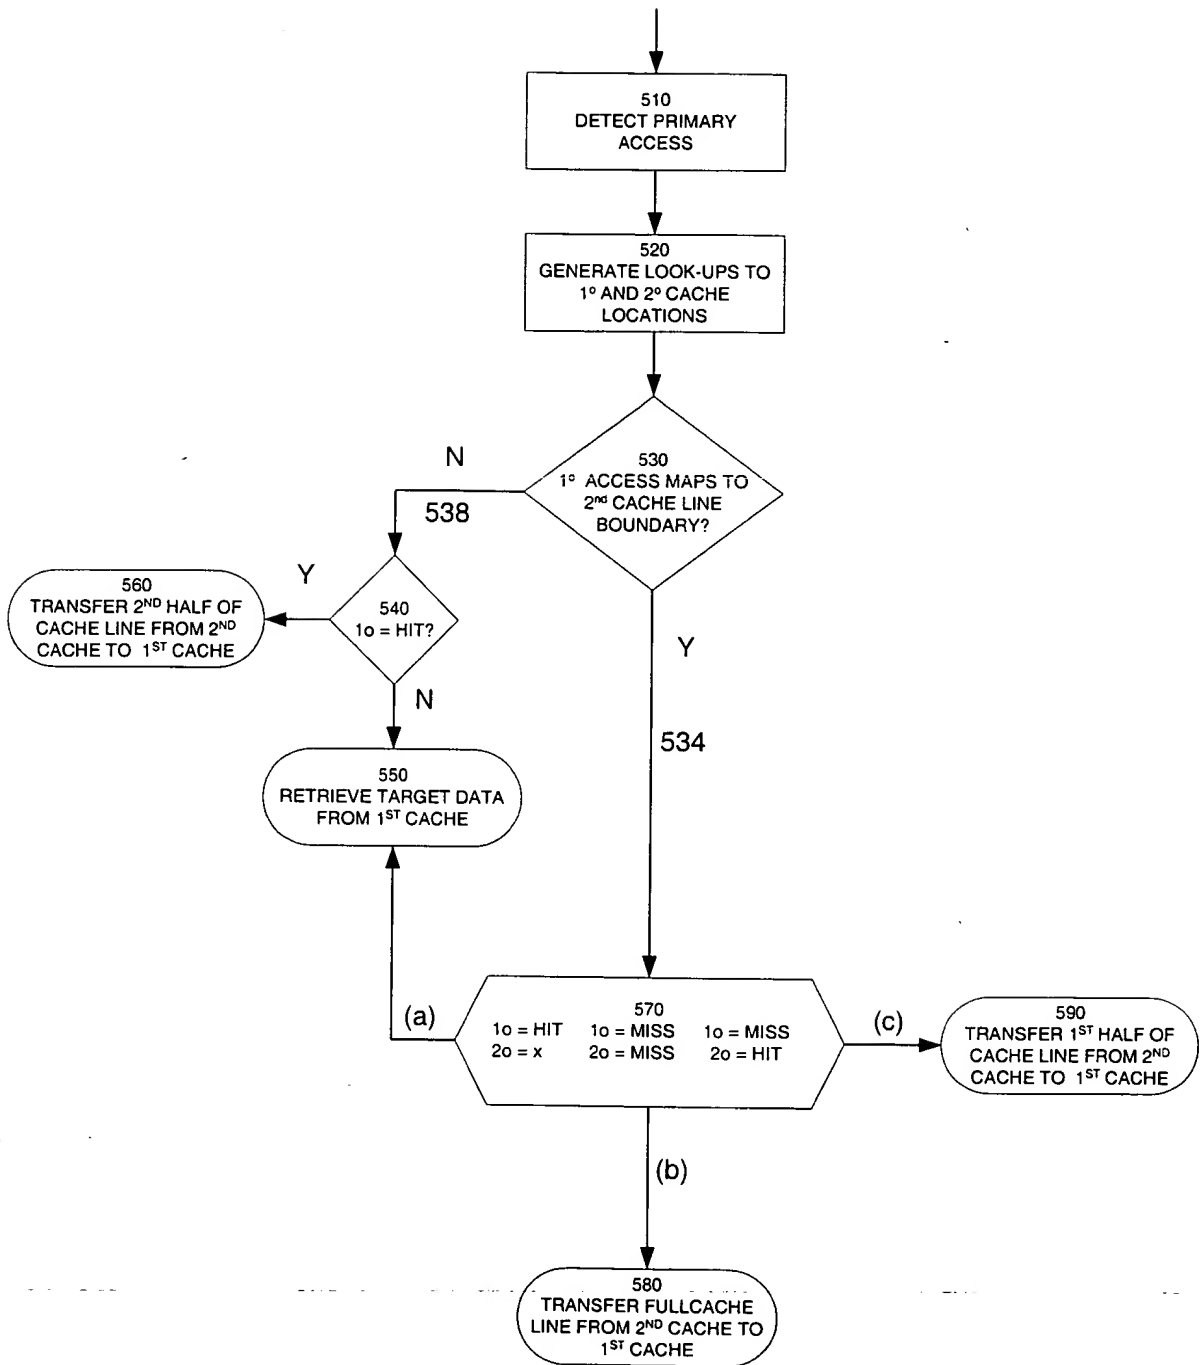 510
DETECT PRIMARY
ACCESS
520
GENERATE LOOK-UPS TO
1º AND 2º CACHE
LOCATIONS
530
1º ACCESS MAPS TO
2nd CACHE LINE
BOUNDARY?
N
538
Y
534
540
1o = HIT?
Y
N
560
TRANSFER 2ND HALF OF
CACHE LINE FROM 2ND
CACHE TO 1ST CACHE
550
RETRIEVE TARGET DATA
FROM 1ST CACHE
570
1o = HIT 1o = MISS 1o = MISS
2o = x 2o = MISS 2o = HIT
(a)
(c)
590
TRANSFER 1ST HALF OF
CACHE LINE FROM 2ND
CACHE TO 1ST CACHE
(b)
580
TRANSFER FULLCACHE
LINE FROM 2ND CACHE TO
1ST CACHE